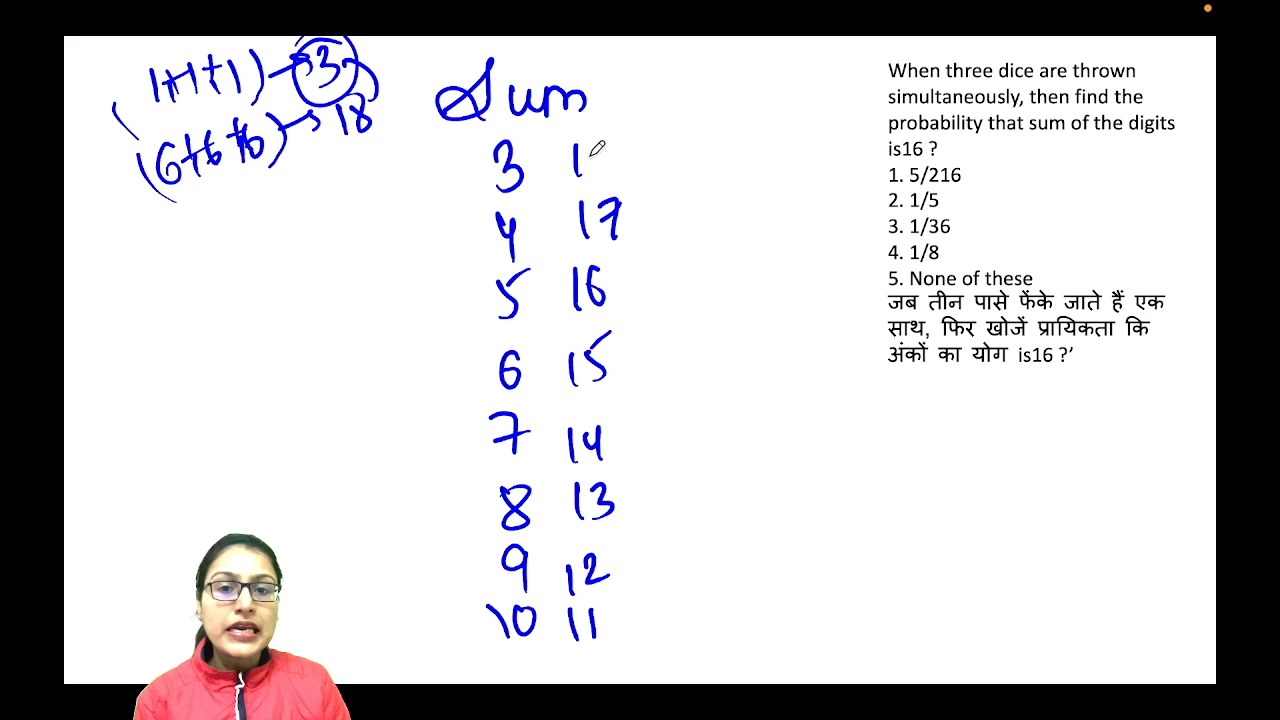 (1+1+1) → 3
(6+6+6) → 18
Sum
3 1
4 17
5 16
6 15
7 14
8 13
9 12
10 11
When three dice are thrown
simultaneously, then find the
probability that sum of the digits
is16 ?
1. 5/216
2. 1/5
3. 1/36
4. 1/8
5. None of these
जब तीन पासे फेंके जाते हैं एक
साथ, फिर खोजें प्रायिकता कि
अंकों का योग is16 ?’